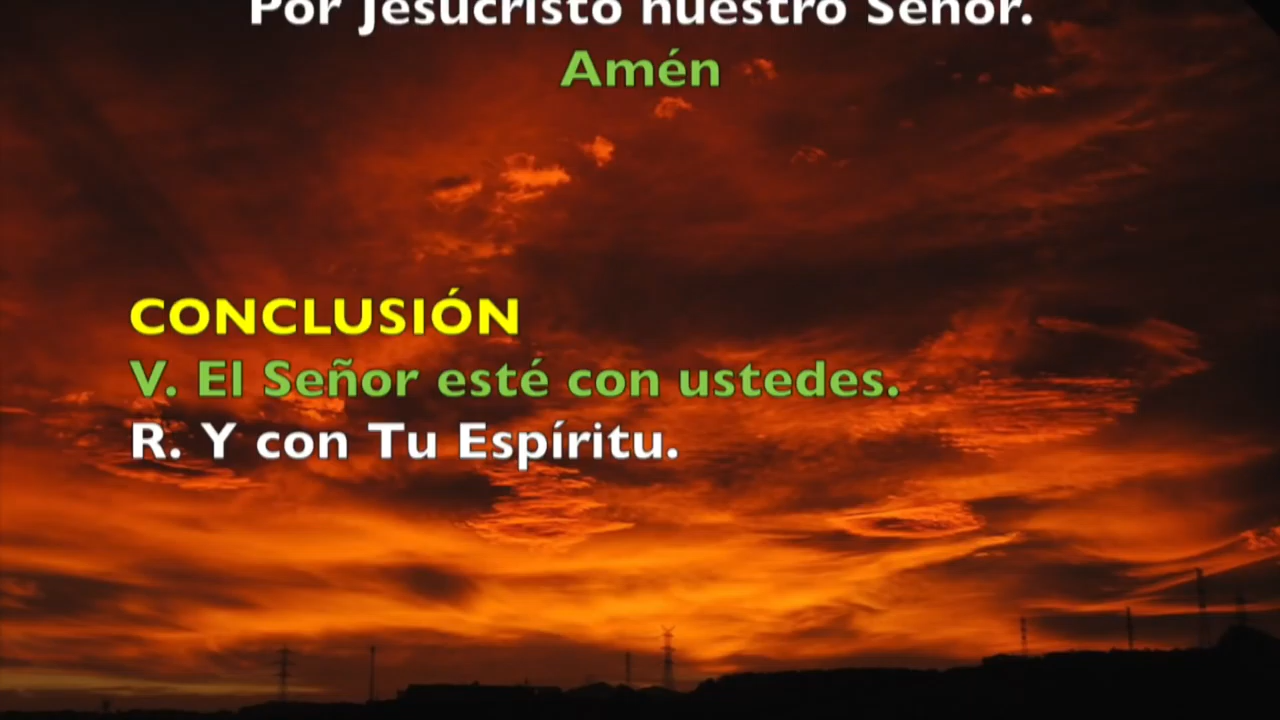 Por Jesucristo nuestro Señor.
Amén
CONCLUSIÓN
V. El Señor esté con ustedes.
R. Y con Tu Espíritu.